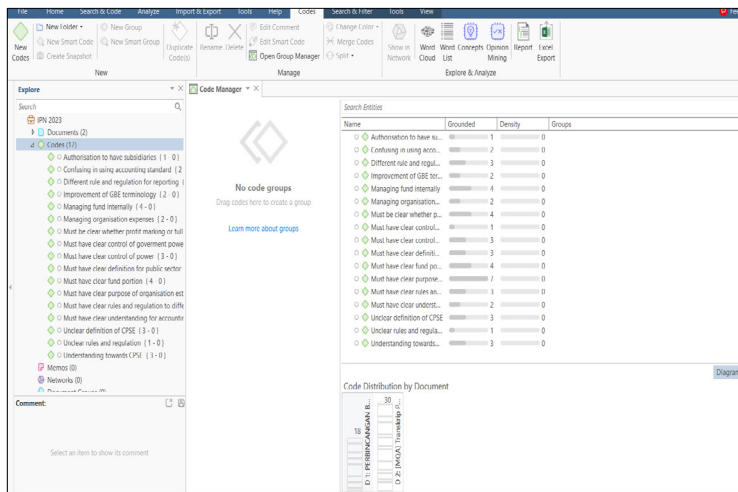 File Home Search & Code Analyze Import & Export Tools Help Codes Search & Filter Tools View
New Codes
New Folder
New Smart Code
Create Snapshot
New Group
New Smart Group
Duplicate Code(s)
New
Rename
Delete
Edit Comment
Edit Smart Code
Open Group Manager
Change Color
Merge Codes
Split
Manage
Show in Network
Word Cloud
Word List
Concepts
Opinion Mining
Report
Excel Export
Explore & Analyze
Explore
Search
IPN 2023
Documents (2)
Codes (17)
Authorisation to have subsidiaries (1 - 0)
Confusing in using accounting standard (2
Different rule and regulation for reporting (
Improvement of GBE terminology (2 - 0)
Managing fund internally (4 - 0)
Managing organisation expenses (2 - 0)
Must be clear whether profit marking or full
Must have clear control of goverment powe
Must have clear control of power (3 - 0)
Must have clear definition for public sector
Must have clear fund portion (4 - 0)
Must have clear purpose of organisation est
Must have clear rules and regulation to diffe
Must have clear understanding for accountin
Unclear definition of CPSE (3 - 0)
Unclear rules and regulation (1 - 0)
Understanding towards CPSE (3 - 0)
Memos (0)
Networks (0)
Document Groups (0)
Comment:
Select an item to show its comment
Code Manager
No code groups
Drag codes here to create a group
Learn more about groups
Search Entities
Name Grounded Density Groups
Authorisation to have su... 1 0
Confusing in using acco... 2 0
Different rule and regul... 3 0
Improvement of GBE ter... 2 0
Managing fund internally 4 0
Managing organisation... 2 0
Must be clear whether p... 4 0
Must have clear control... 1 0
Must have clear control... 3 0
Must have clear definiti... 3 0
Must have clear fund po... 4 0
Must have clear purpose... 7 0
Must have clear rules an... 3 0
Must have clear underst... 2 0
Unclear definition of CPSE 3 0
Unclear rules and regula... 1 0
Understanding towards... 3 0
Diagram
Code Distribution by Document
18
D 1: PERBINCANGAN B...
30
D 2: [MQA] Transkrip P...